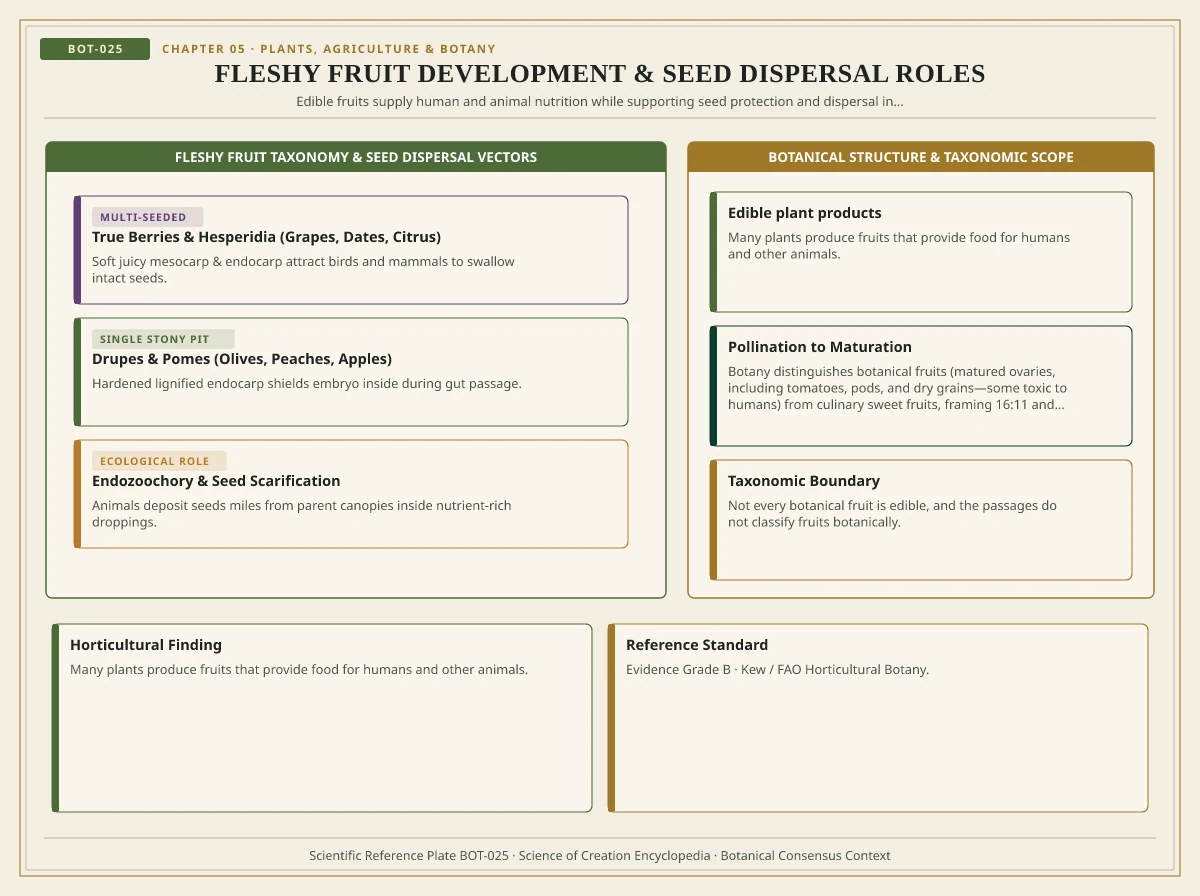 BOT-025
CHAPTER 05 · PLANTS, AGRICULTURE & BOTANY
FLESHY FRUIT DEVELOPMENT & SEED DISPERSAL ROLES
Edible fruits supply human and animal nutrition while supporting seed protection and dispersal in...
FLESHY FRUIT TAXONOMY & SEED DISPERSAL VECTORS
MULTI-SEEDED
True Berries & Hesperidia (Grapes, Dates, Citrus)
Soft juicy mesocarp & endocarp attract birds and mammals to swallow
intact seeds.
SINGLE STONY PIT
Drupes & Pomes (Olives, Peaches, Apples)
Hardened lignified endocarp shields embryo inside during gut passage.
ECOLOGICAL ROLE
Endozoochory & Seed Scarification
Animals deposit seeds miles from parent canopies inside nutrient-rich
droppings.
BOTANICAL STRUCTURE & TAXONOMIC SCOPE
Edible plant products
Many plants produce fruits that provide food for humans
and other animals.
Pollination to Maturation
Botany distinguishes botanical fruits (matured ovaries,
including tomatoes, pods, and dry grains—some toxic to
humans) from culinary sweet fruits, framing 16:11 and...
Taxonomic Boundary
Not every botanical fruit is edible, and the passages do
not classify fruits botanically.
Horticultural Finding
Many plants produce fruits that provide food for humans and other animals.
Reference Standard
Evidence Grade B · Kew / FAO Horticultural Botany.
Scientific Reference Plate BOT-025 · Science of Creation Encyclopedia · Botanical Consensus Context